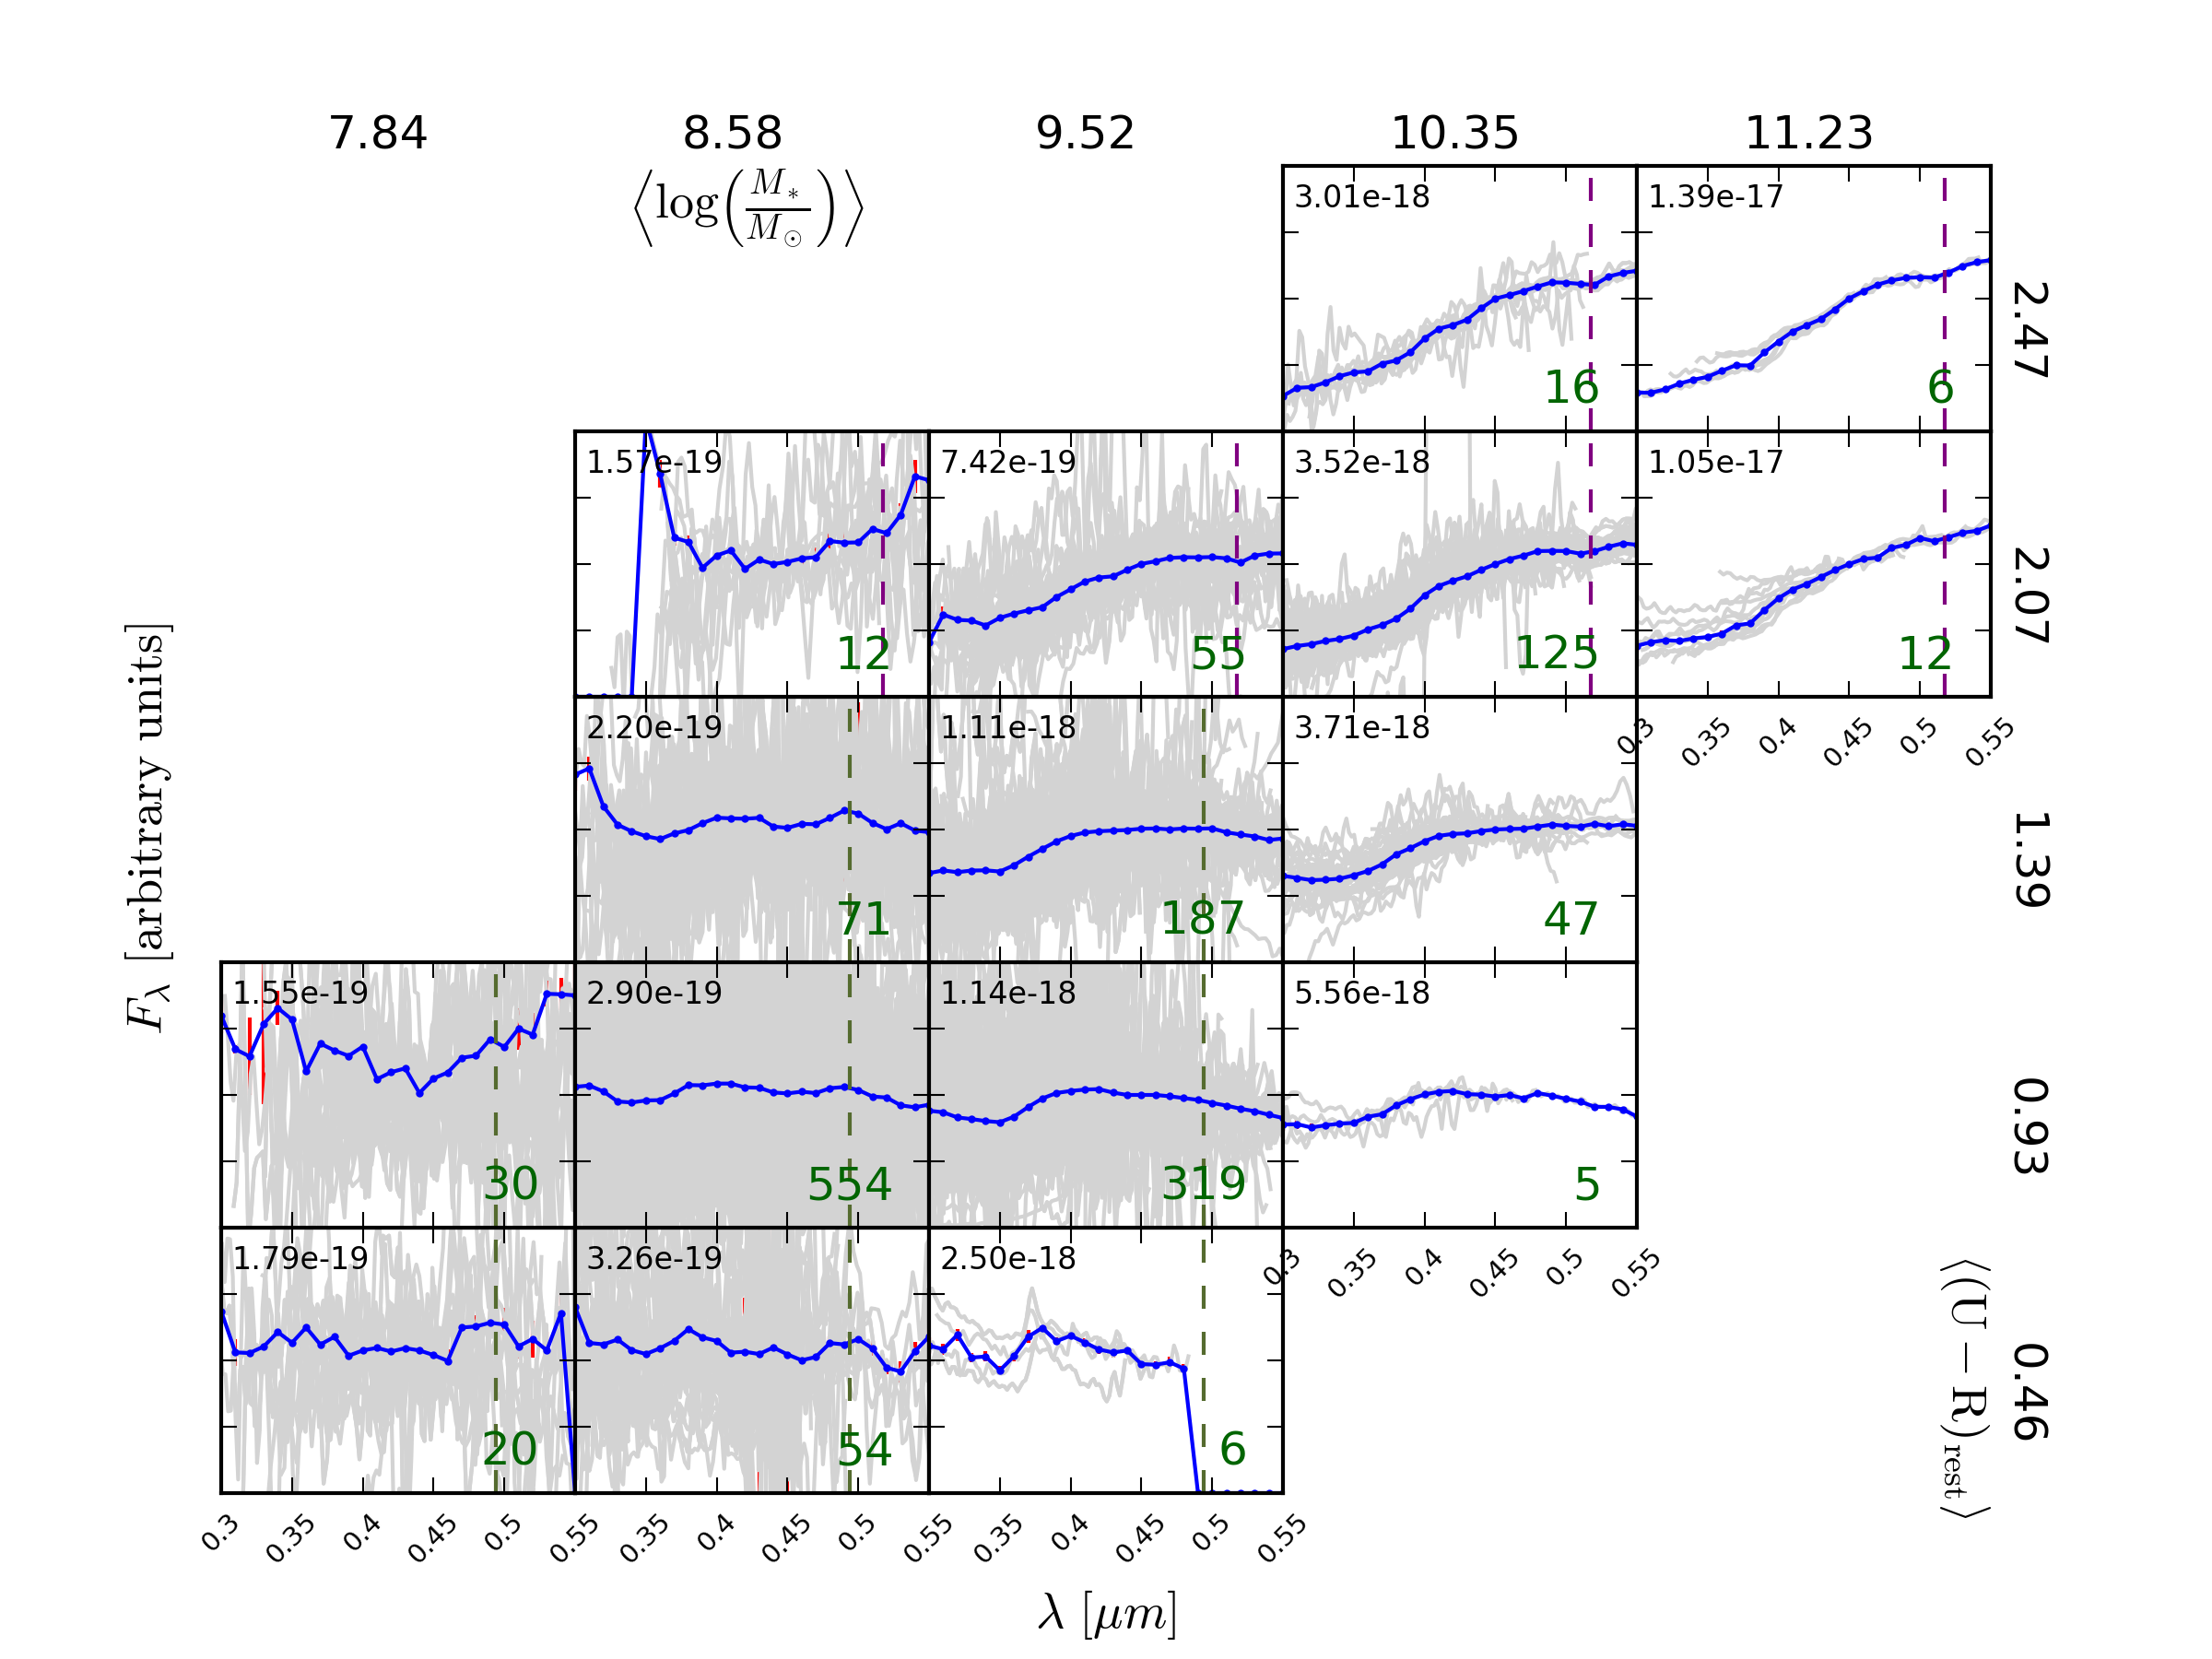 7.84 8.58 9.52 10.35 11.23
⟨log(M∗/M⊙)⟩
3.01e-18 1.39e-17
16 6
2.47
1.57e-19 7.42e-19 3.52e-18 1.05e-17
12 55 125 12
2.07
2.20e-19 1.11e-18 3.71e-18
0.3 0.35 0.4 0.45 0.5 0.55
71 187 47
1.39
Fλ [arbitrary units]
1.55e-19 2.90e-19 1.14e-18 5.56e-18
30 554 319 5
0.93
1.79e-19 3.26e-19 2.50e-18
0.3 0.35 0.4 0.45 0.5 0.55
20 54 6
0.46
⟨(U − R)rest⟩
0.3 0.35 0.4 0.45 0.5 0.55 0.35 0.4 0.45 0.5 0.55 0.35 0.4 0.45 0.5 0.55
λ [μm]